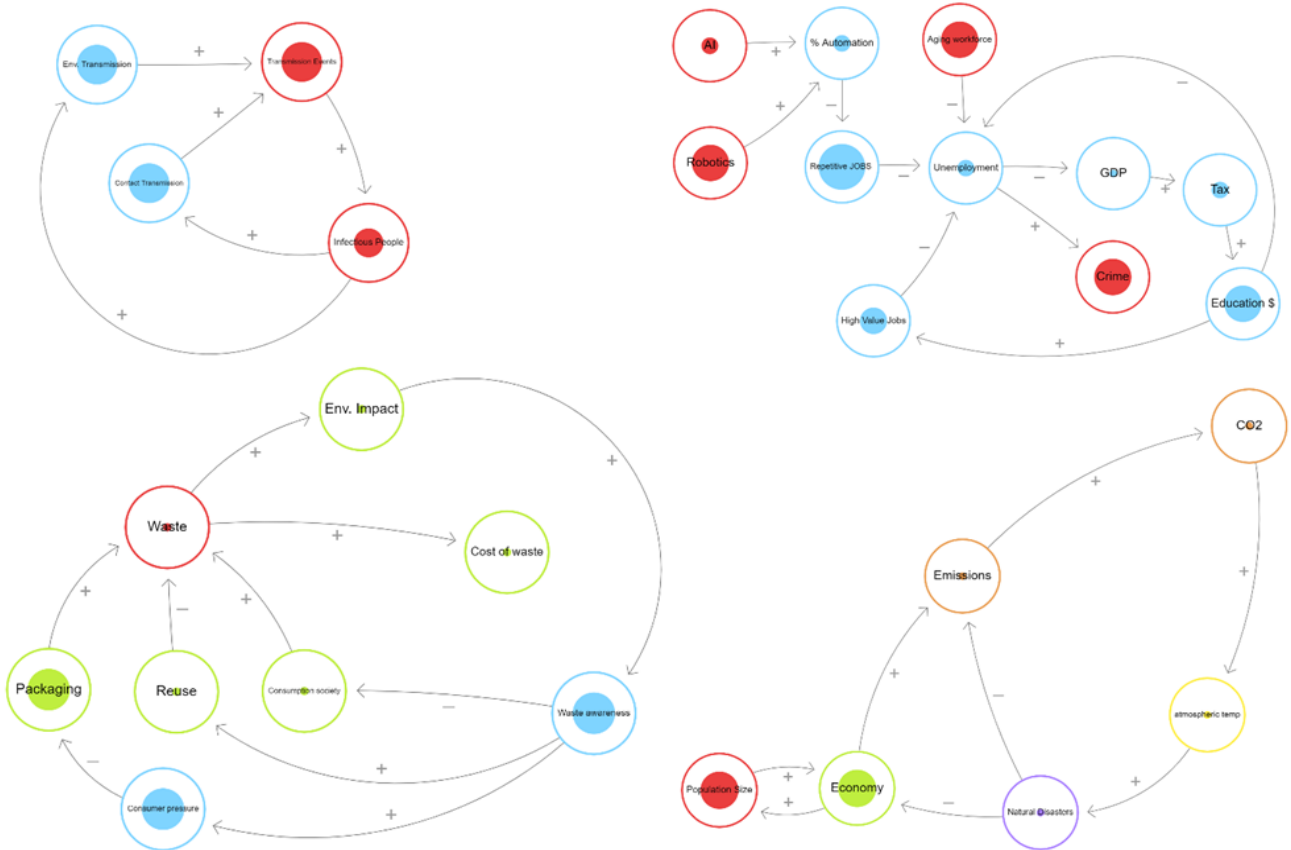 Env. Transmission
+
Transmission Events
+
+
Contact Transmission
+
Infectious People
+
AI
+
% Automation
Aging workforce
–
+
–
–
Robotics
Repetitive JOBS
–
Unemployment
–
GDP
+
Tax
+
+
Crime
–
Education $
High Value Jobs
+
Env. Impact
+
+
Waste
+
Cost of waste
+
–
+
Packaging
Reuse
Consumption society
–
Waste awareness
–
+
Consumer pressure
+
CO2
+
Emissions
+
+
–
atmospheric temp
Population Size
+
+
Economy
–
Natural Disasters
+